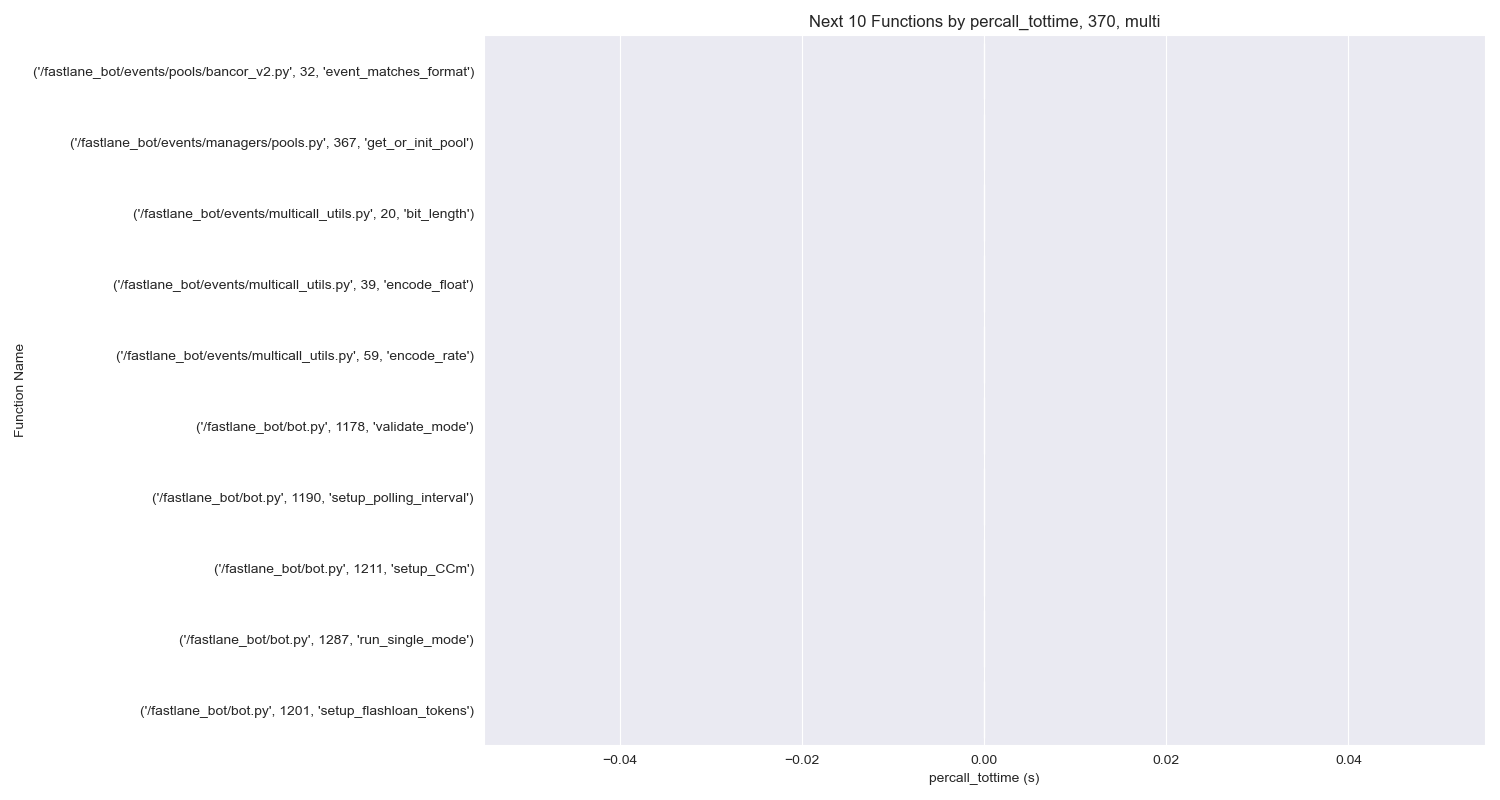 Next 10 Functions by percall_tottime, 370, multi
('/fastlane_bot/events/pools/bancor_v2.py', 32, 'event_matches_format')
('/fastlane_bot/events/managers/pools.py', 367, 'get_or_init_pool')
('/fastlane_bot/events/multicall_utils.py', 20, 'bit_length')
('/fastlane_bot/events/multicall_utils.py', 39, 'encode_float')
('/fastlane_bot/events/multicall_utils.py', 59, 'encode_rate')
('/fastlane_bot/bot.py', 1178, 'validate_mode')
('/fastlane_bot/bot.py', 1190, 'setup_polling_interval')
('/fastlane_bot/bot.py', 1211, 'setup_CCm')
('/fastlane_bot/bot.py', 1287, 'run_single_mode')
('/fastlane_bot/bot.py', 1201, 'setup_flashloan_tokens')
Function Name
−0.04 −0.02 0.00 0.02 0.04
percall_tottime (s)